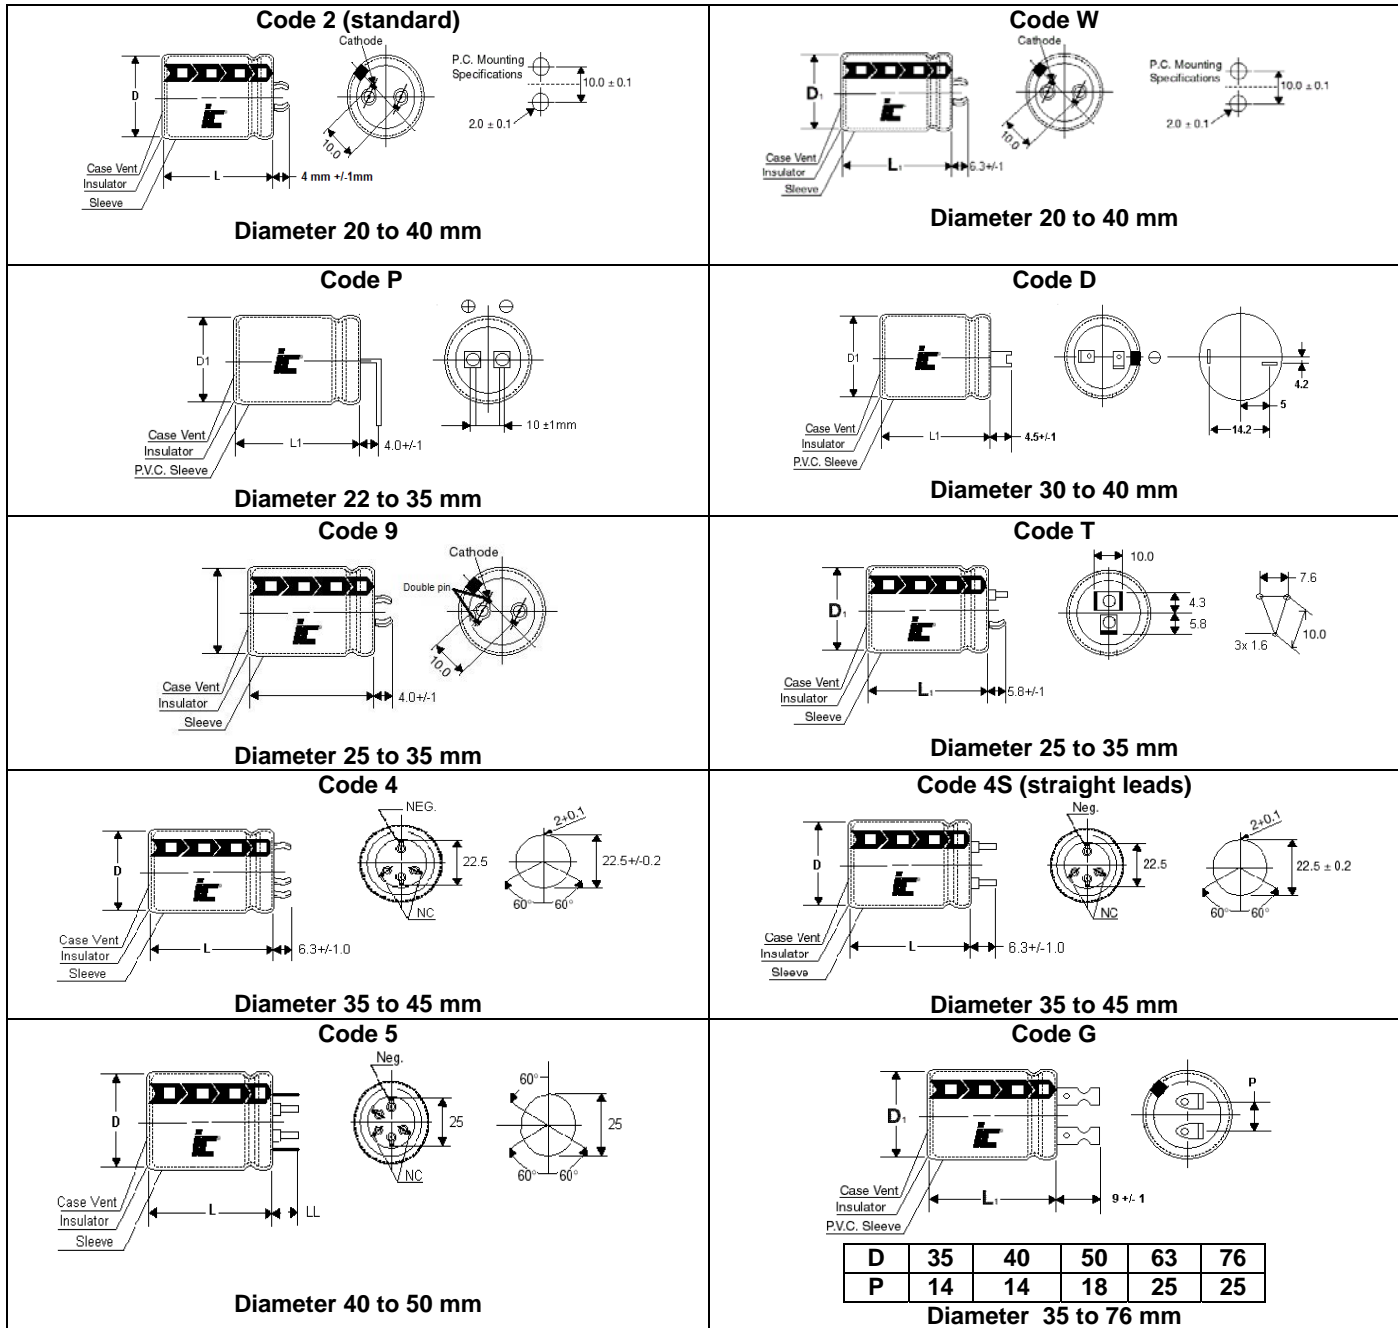 Code 2 (standard)
Cathode
P.C. Mounting
Specifications
10.0 ± 0.1
2.0 ± 0.1
D
ic
10.0
Case Vent
Insulator
Sleeve
L
4 mm +/-1mm
Diameter 20 to 40 mm
Code W
Cathode
P.C. Mounting
Specifications
10.0 ± 0.1
2.0 ± 0.1
D1
ic
10.0
Case Vent
Insulator
Sleeve
L1
6.3+/-1
Diameter 20 to 40 mm
Code P
D1
ic
Case Vent
Insulator
P.V.C. Sleeve
L1
4.0+/-1
10 ±1mm
Diameter 22 to 35 mm
Code D
D1
ic
Case Vent
Insulator
P.V.C. Sleeve
L1
4.5+/-1
4.2
5
14.2
Diameter 30 to 40 mm
Code 9
Cathode
Double pin
ic
10.0
Case Vent
Insulator
Sleeve
4.0+/-1
Diameter 25 to 35 mm
Code T
10.0
7.6
D1
ic
4.3
5.8
10.0
3x 1.6
Case Vent
Insulator
Sleeve
L1
5.8+/-1
Diameter 25 to 35 mm
Code 4
NEG.
2+0.1
D
ic
22.5
22.5+/-0.2
60° 60°
NC
Case Vent
Insulator
Sleeve
L
6.3+/-1.0
Diameter 35 to 45 mm
Code 4S (straight leads)
Neg.
2+0.1
D
ic
22.5
22.5 ± 0.2
60° 60°
NC
Case Vent
Insulator
Sleeve
L
6.3+/-1.0
Diameter 35 to 45 mm
Code 5
Neg.
60°
D
ic
25
25
60° 60°
NC
Case Vent
Insulator
Sleeve
L
LL
Diameter 40 to 50 mm
Code G
P
D1
ic
Case Vent
Insulator
P.V.C. Sleeve
L1
9 +/- 1
D 35 40 50 63 76
P 14 14 18 25 25
Diameter 35 to 76 mm